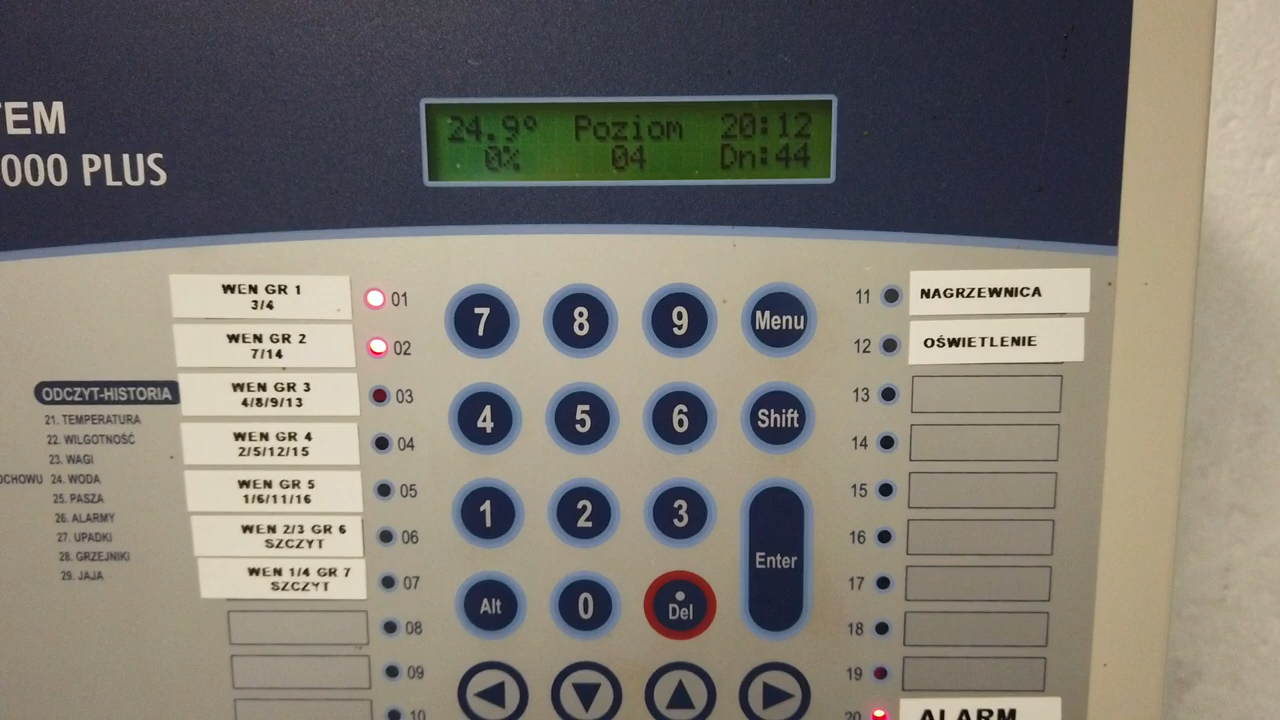 TEM
000 PLUS
24.9° Poziom 20:12
0% 04 Dn:44
WEN GR 1
3/4
01
WEN GR 2
7/14
02
WEN GR 3
4/8/9/13
03
WEN GR 4
2/5/12/15
04
WEN GR 5
1/6/11/16
05
WEN 2/3 GR 6
SZCZYT
06
WEN 1/4 GR 7
SZCZYT
07
08
09
10
ODCZYT-HISTORIA
21. TEMPERATURA
22. WILGOTNOŚĆ
23. WAGI
OCHOWU 24. WODA
25. PASZA
26. ALARMY
27. UPADKI
28. GRZEJNIKI
29. JAJA
7 8 9 Menu
4 5 6 Shift
1 2 3 Enter
Alt 0 Del
11 NAGRZEWNICA
12 OŚWIETLENIE
13
14
15
16
17
18
19
20 ALARM